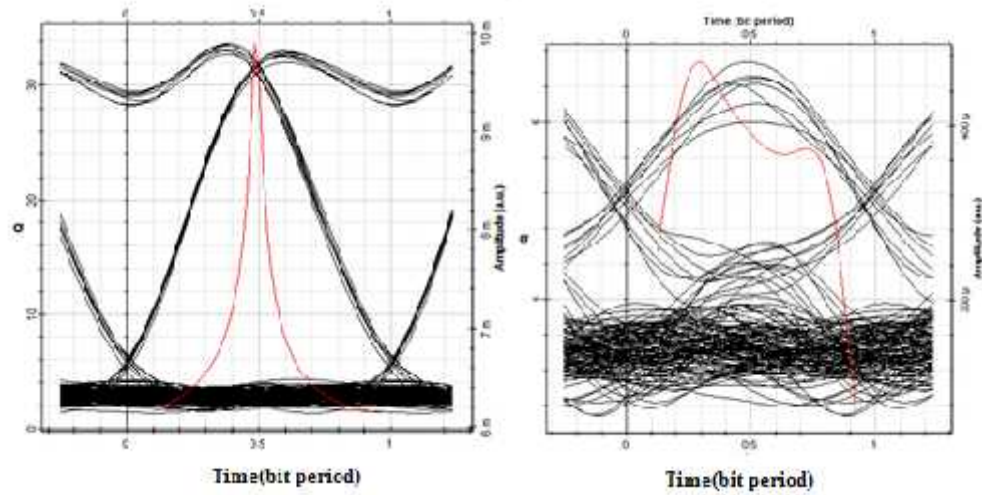 0 0.5 1
Time (bit period)
0 0.5 1
30
20
10
0
Q
10 m
9 m
8 m
7 m
6 m
Amplitude (a.u.)
400
Amplitude (a.u.)
0 0.5 1
0 0.5 1
Time(bit period)
Time(bit period)